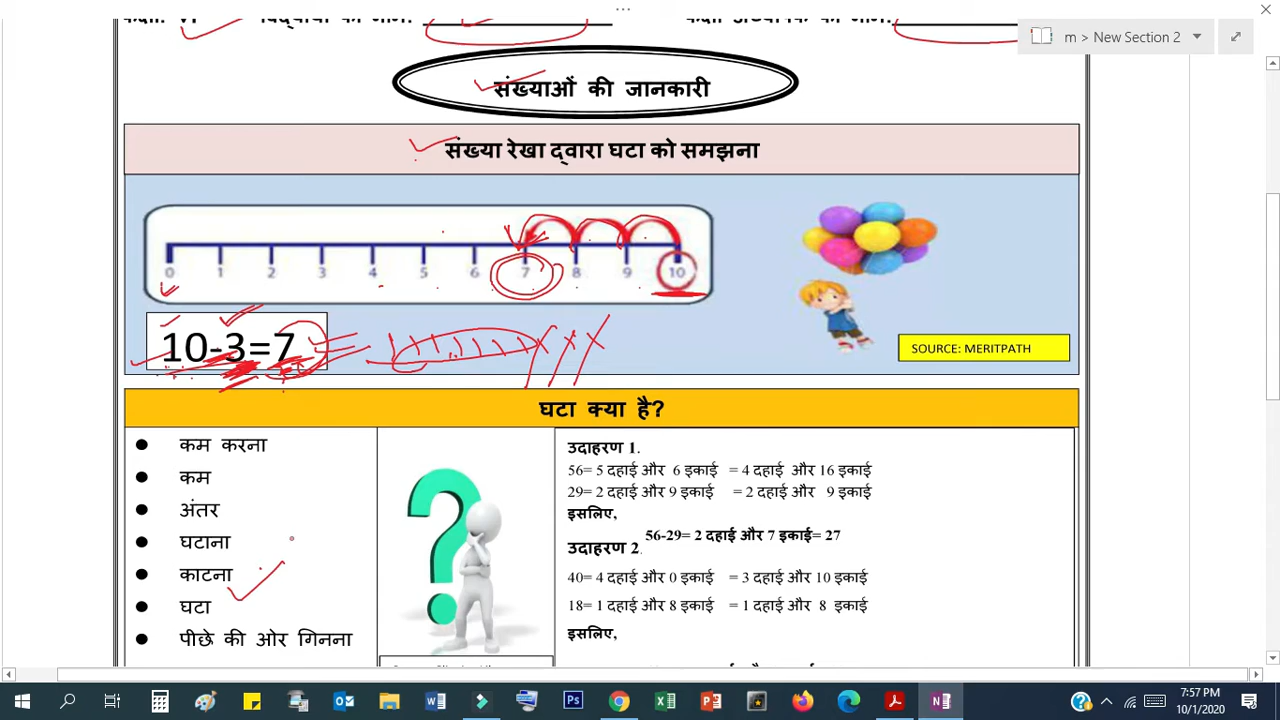 m > New Section 2
संख्याओं की जानकारी
संख्या रेखा द्वारा घटा को समझना
0 1 2 3 4 5 6 7 8 9 10
10-3=7
SOURCE: MERITPATH
घटा क्या है?
कम करना
कम
अंतर
घटाना
काटना
घटा
पीछे की ओर गिनना
उदाहरण 1.
56= 5 दहाई और 6 इकाई = 4 दहाई और 16 इकाई
29= 2 दहाई और 9 इकाई = 2 दहाई और 9 इकाई
इसलिए,
56-29= 2 दहाई और 7 इकाई= 27
उदाहरण 2.
40= 4 दहाई और 0 इकाई = 3 दहाई और 10 इकाई
18= 1 दहाई और 8 इकाई = 1 दहाई और 8 इकाई
इसलिए,
7:57 PM
10/1/2020